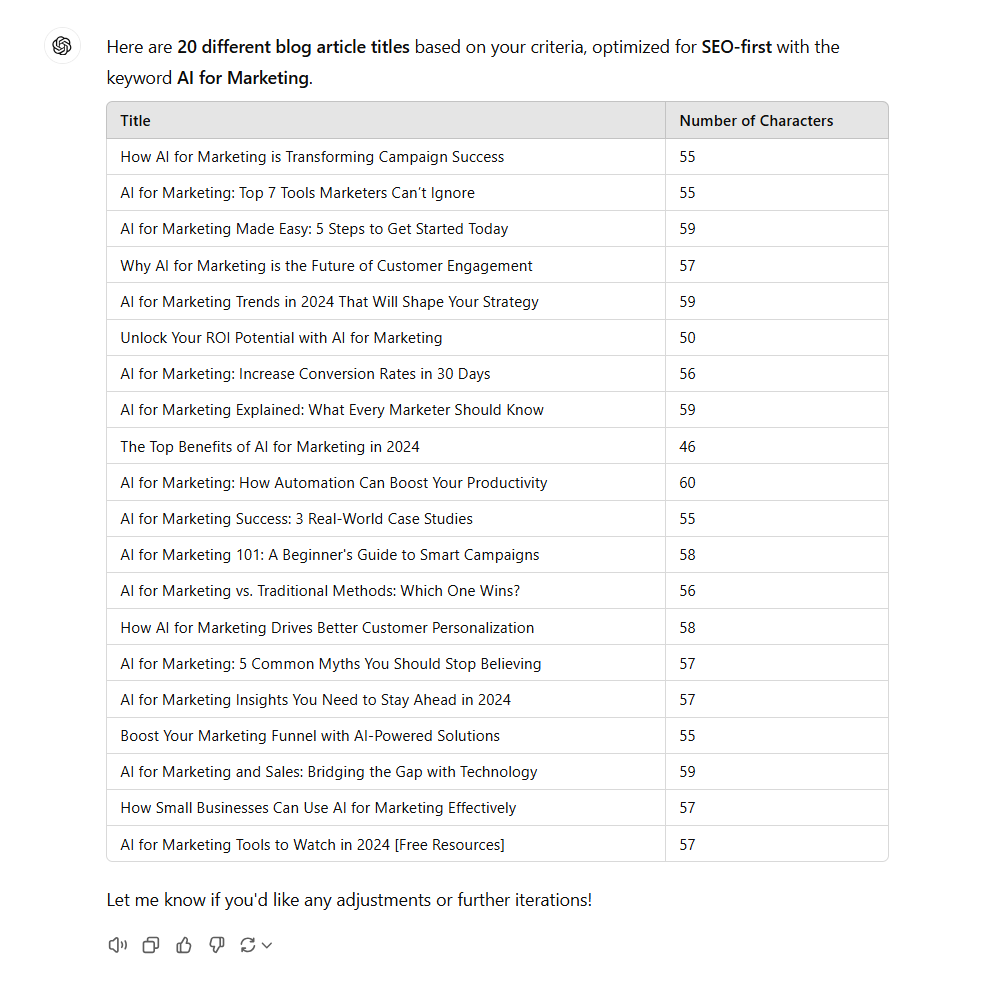 Here are 20 different blog article titles based on your criteria, optimized for SEO-first with the
keyword AI for Marketing.
Title Number of Characters
How AI for Marketing is Transforming Campaign Success 55
AI for Marketing: Top 7 Tools Marketers Can’t Ignore 55
AI for Marketing Made Easy: 5 Steps to Get Started Today 59
Why AI for Marketing is the Future of Customer Engagement 57
AI for Marketing Trends in 2024 That Will Shape Your Strategy 59
Unlock Your ROI Potential with AI for Marketing 50
AI for Marketing: Increase Conversion Rates in 30 Days 56
AI for Marketing Explained: What Every Marketer Should Know 59
The Top Benefits of AI for Marketing in 2024 46
AI for Marketing: How Automation Can Boost Your Productivity 60
AI for Marketing Success: 3 Real-World Case Studies 55
AI for Marketing 101: A Beginner's Guide to Smart Campaigns 58
AI for Marketing vs. Traditional Methods: Which One Wins? 56
How AI for Marketing Drives Better Customer Personalization 58
AI for Marketing: 5 Common Myths You Should Stop Believing 57
AI for Marketing Insights You Need to Stay Ahead in 2024 57
Boost Your Marketing Funnel with AI-Powered Solutions 55
AI for Marketing and Sales: Bridging the Gap with Technology 59
How Small Businesses Can Use AI for Marketing Effectively 57
AI for Marketing Tools to Watch in 2024 [Free Resources] 57
Let me know if you'd like any adjustments or further iterations!